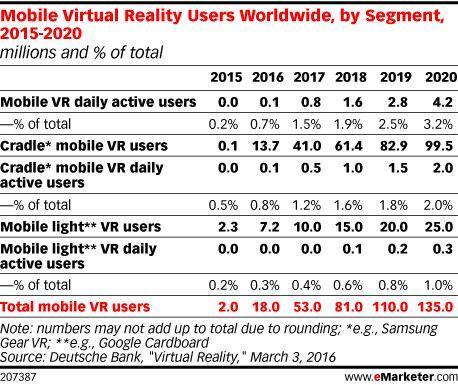 Mobile Virtual Reality Users Worldwide, by Segment,
2015-2020
millions and % of total
2015 2016 2017 2018 2019 2020
Mobile VR daily active users 0.0 0.1 0.8 1.6 2.8 4.2
—% of total 0.2% 0.7% 1.5% 1.9% 2.5% 3.2%
Cradle* mobile VR users 0.1 13.7 41.0 61.4 82.9 99.5
Cradle* mobile VR daily 0.0 0.1 0.5 1.0 1.5 2.0
active users
—% of total 0.5% 0.8% 1.2% 1.6% 1.8% 2.0%
Mobile light** VR users 2.3 7.2 10.0 15.0 20.0 25.0
Mobile light** VR daily 0.0 0.0 0.0 0.1 0.2 0.3
active users
—% of total 0.2% 0.3% 0.4% 0.6% 0.8% 1.0%
Total mobile VR users 2.0 18.0 53.0 81.0 110.0 135.0
Note: numbers may not add up to total due to rounding; *e.g., Samsung
Gear VR; **e.g., Google Cardboard
Source: Deutsche Bank, "Virtual Reality," March 3, 2016
207387 www.eMarketer.com